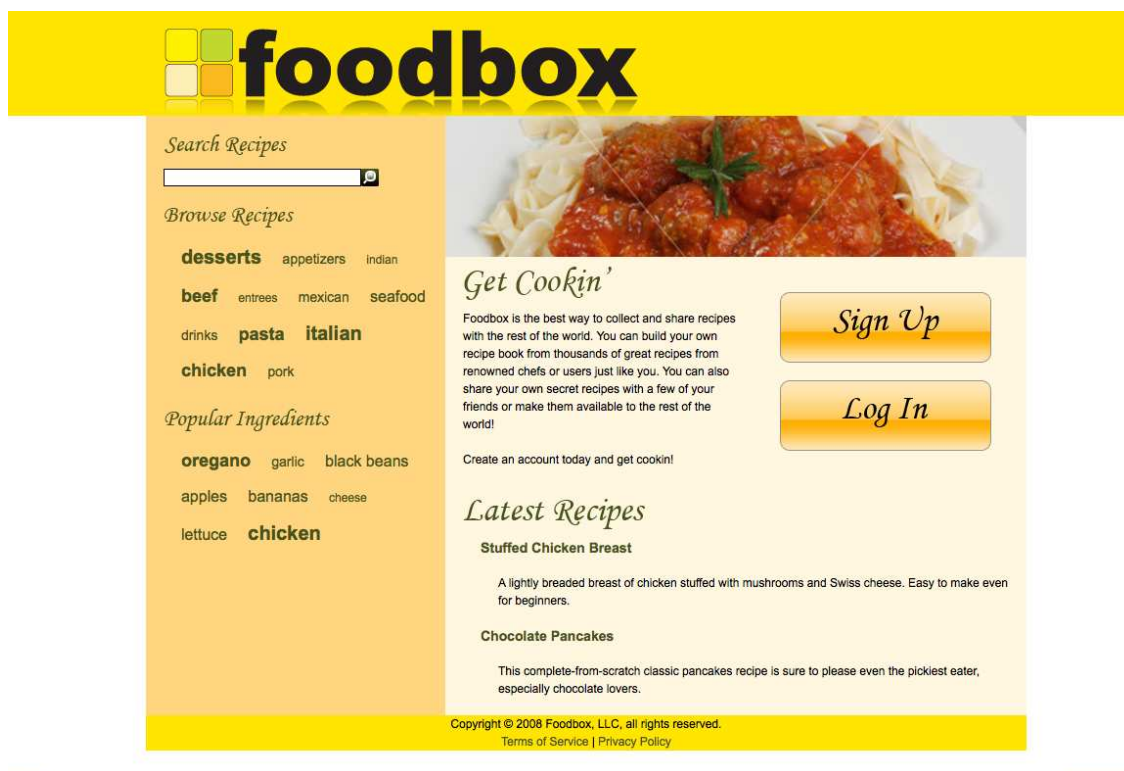 foodbox
Search Recipes
Browse Recipes
desserts appetizers indian
beef entrees mexican seafood
drinks pasta italian
chicken pork
Popular Ingredients
oregano garlic black beans
apples bananas cheese
lettuce chicken
Get Cookin’
Foodbox is the best way to collect and share recipes
with the rest of the world. You can build your own
recipe book from thousands of great recipes from
renowned chefs or users just like you. You can also
share your own secret recipes with a few of your
friends or make them available to the rest of the
world!
Create an account today and get cookin!
Sign Up
Log In
Latest Recipes
Stuffed Chicken Breast
A lightly breaded breast of chicken stuffed with mushrooms and Swiss cheese. Easy to make even
for beginners.
Chocolate Pancakes
This complete-from-scratch classic pancakes recipe is sure to please even the pickiest eater,
especially chocolate lovers.
Copyright © 2008 Foodbox, LLC, all rights reserved.
Terms of Service | Privacy Policy